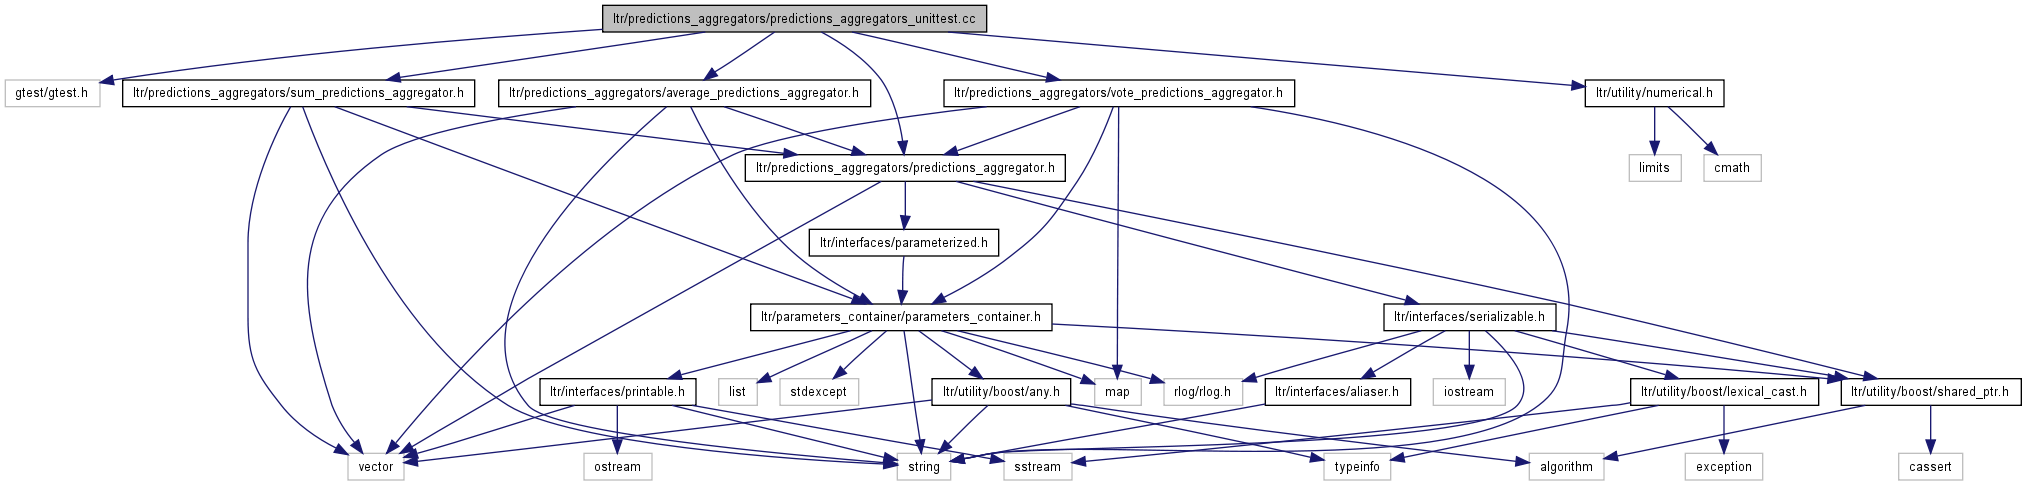 ltr/predictions_aggregators/predictions_aggregators_unittest.cc
gtest/gtest.h
ltr/predictions_aggregators/sum_predictions_aggregator.h
ltr/predictions_aggregators/average_predictions_aggregator.h
ltr/predictions_aggregators/vote_predictions_aggregator.h
ltr/utility/numerical.h
ltr/predictions_aggregators/predictions_aggregator.h
limits
cmath
ltr/interfaces/parameterized.h
ltr/parameters_container/parameters_container.h
ltr/interfaces/serializable.h
ltr/interfaces/printable.h
list
stdexcept
ltr/utility/boost/any.h
map
rlog/rlog.h
ltr/interfaces/aliaser.h
iostream
ltr/utility/boost/lexical_cast.h
ltr/utility/boost/shared_ptr.h
vector
ostream
string
sstream
typeinfo
algorithm
exception
cassert